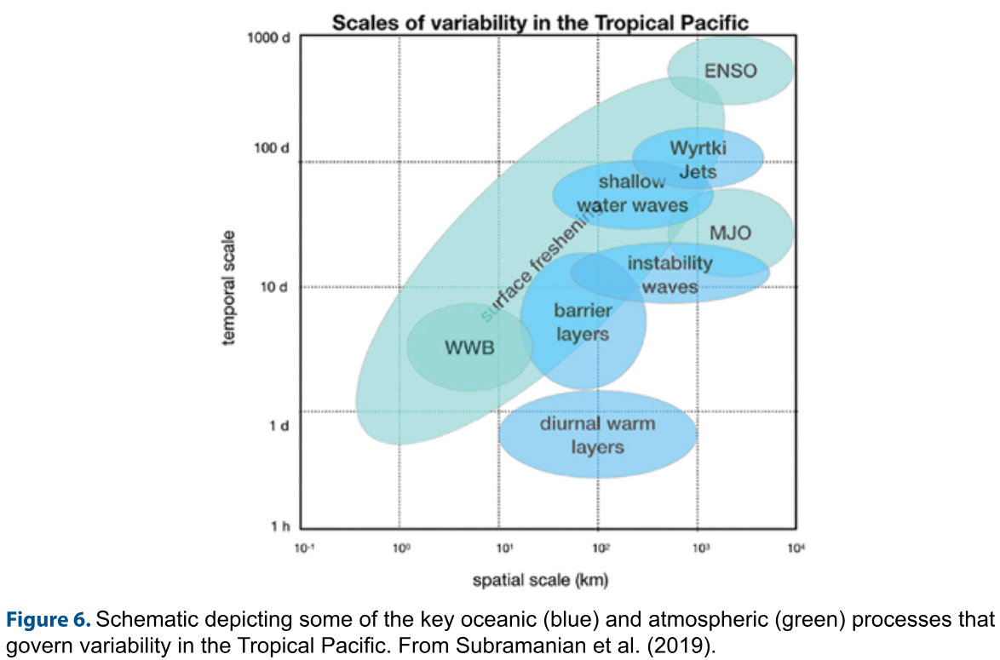 Scales of variability in the Tropical Pacific
1000 d
ENSO
100 d
Wyrtki
Jets
shallow
water waves
MJO
surface freshening
instability
waves
10 d
barrier
layers
WWB
temporal scale
1 d
diurnal warm
layers
1 h
10⁻¹ 10⁰ 10¹ 10² 10³ 10⁴
spatial scale (km)
Figure 6. Schematic depicting some of the key oceanic (blue) and atmospheric (green) processes that
govern variability in the Tropical Pacific. From Subramanian et al. (2019).